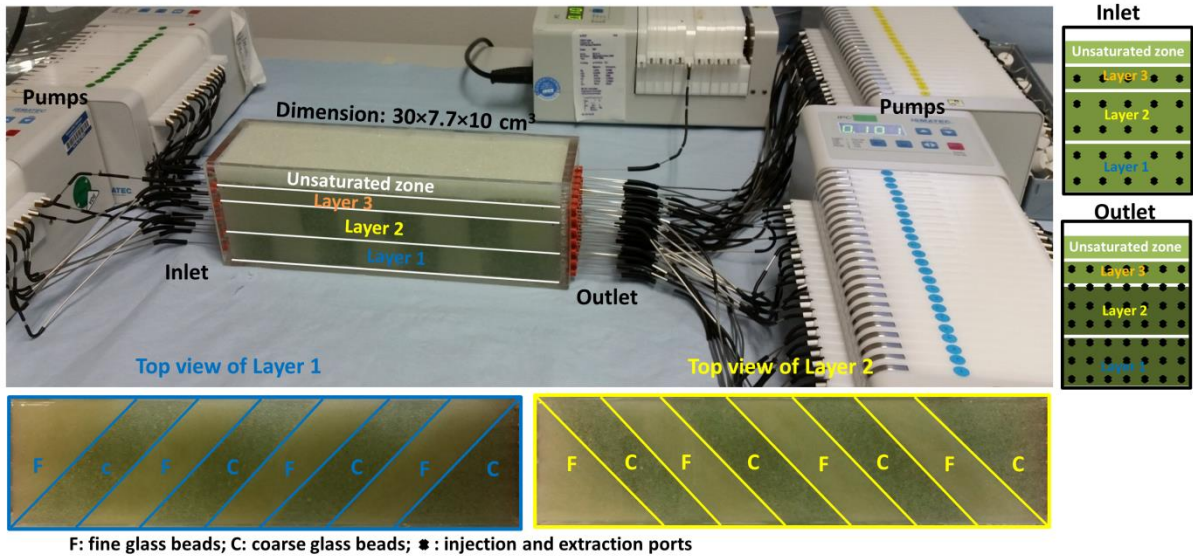 Inlet
Unsaturated zone
Layer 3
Layer 2
Layer 1
Pumps
Pumps
Dimension: 30×7.7×10 cm³
Unsaturated zone
Layer 3
Layer 2
Layer 1
Inlet
Outlet
Outlet
Unsaturated zone
Layer 3
Layer 2
Layer 1
Top view of Layer 1
Top view of Layer 2
F C F C F C F C
F C F C F C F C
F: fine glass beads; C: coarse glass beads; : injection and extraction ports